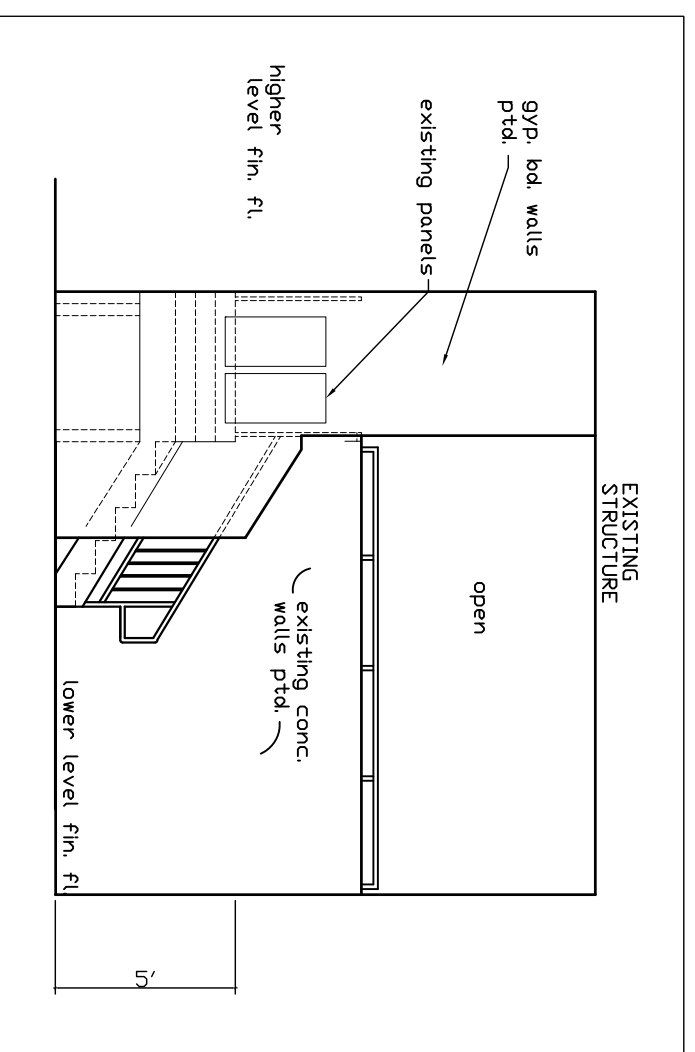 EXISTING
STRUCTURE
gyp. bd. walls
ptd.
open
existing panels
higher
level fin. fl.
existing conc.
walls ptd.
lower level fin. fl.
5'